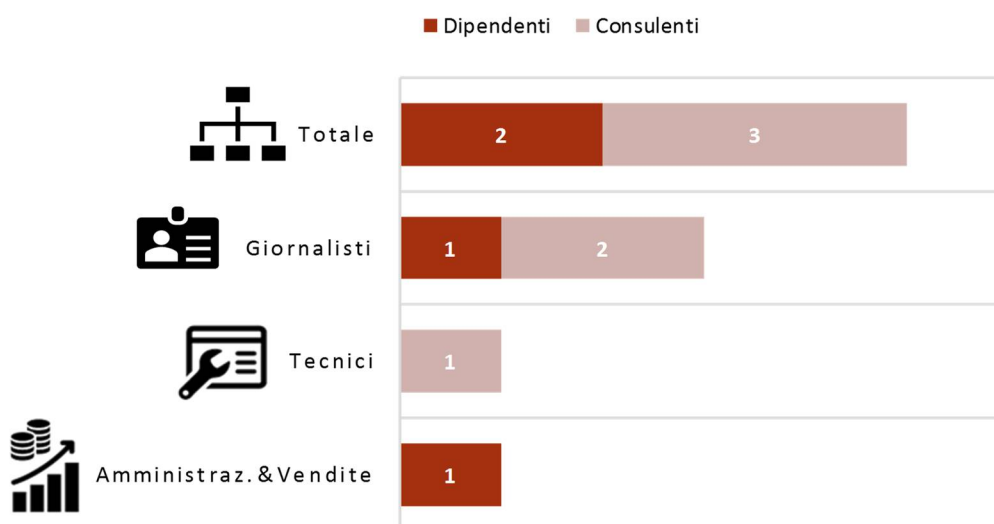 Dipendenti Consulenti
Totale 2 3
Giornalisti 1 2
Tecnici 1
Amministraz.&Vendite 1